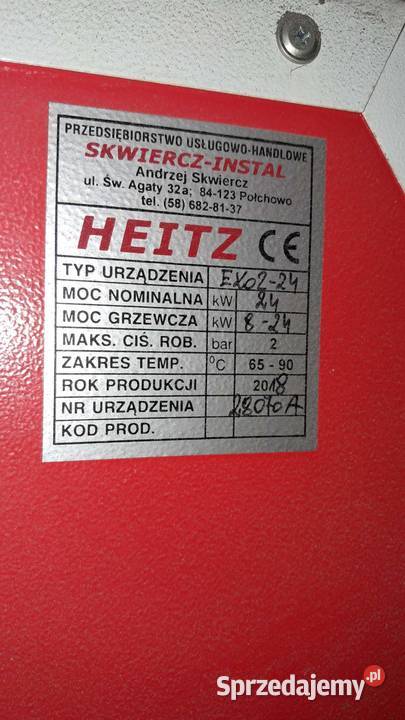 PRZEDSIĘBIORSTWO USŁUGOWO-HANDLOWE
SKWIERCZ-INSTAL
Andrzej Skwiercz
ul. Św. Agaty 32a; 84-123 Połchowo
tel. (58) 682-81-37
HEITZ CE
TYP URZĄDZENIA EX02-24
MOC NOMINALNA kW 24
MOC GRZEWCZA kW 8-24
MAKS. CIŚ. ROB. bar 2
ZAKRES TEMP. °C 65 - 90
ROK PRODUKCJI 2018
NR URZĄDZENIA 28070A
KOD PROD.
Sprzedajemy.pl